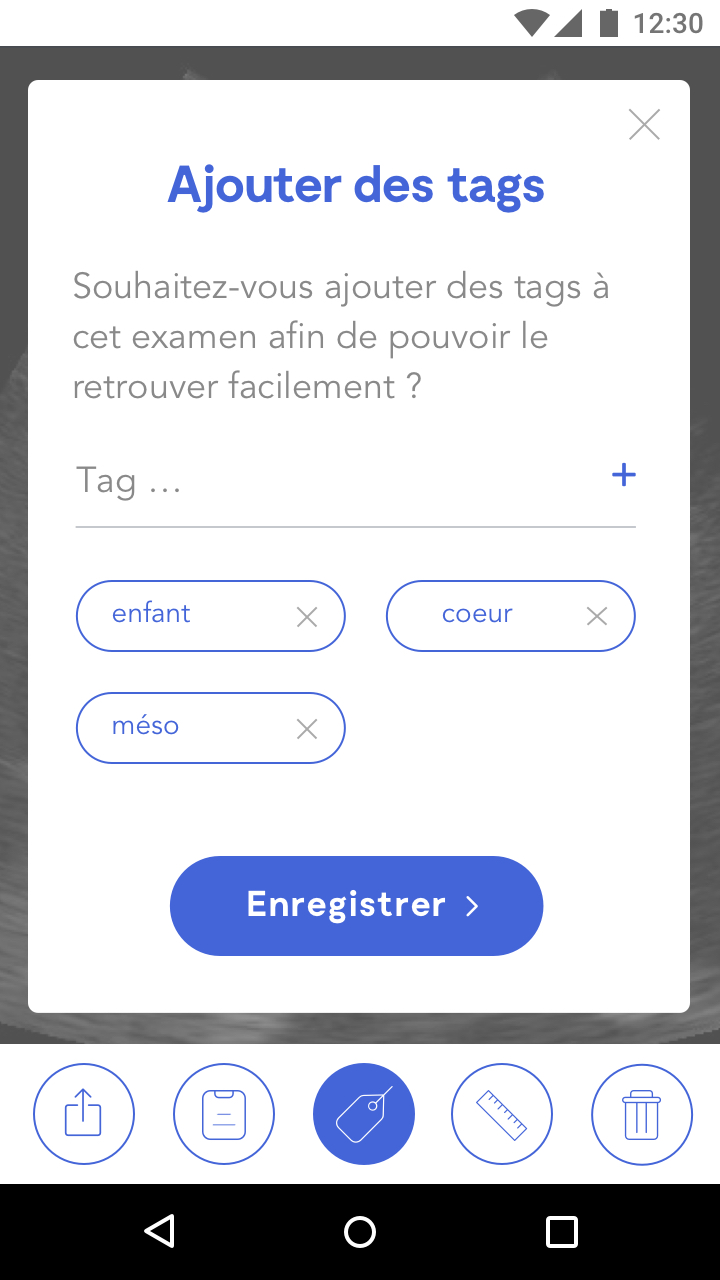 12:30
Ajouter des tags
Souhaitez-vous ajouter des tags à
cet examen afin de pouvoir le
retrouver facilement ?
Tag ...
enfant
coeur
méso
Enregistrer